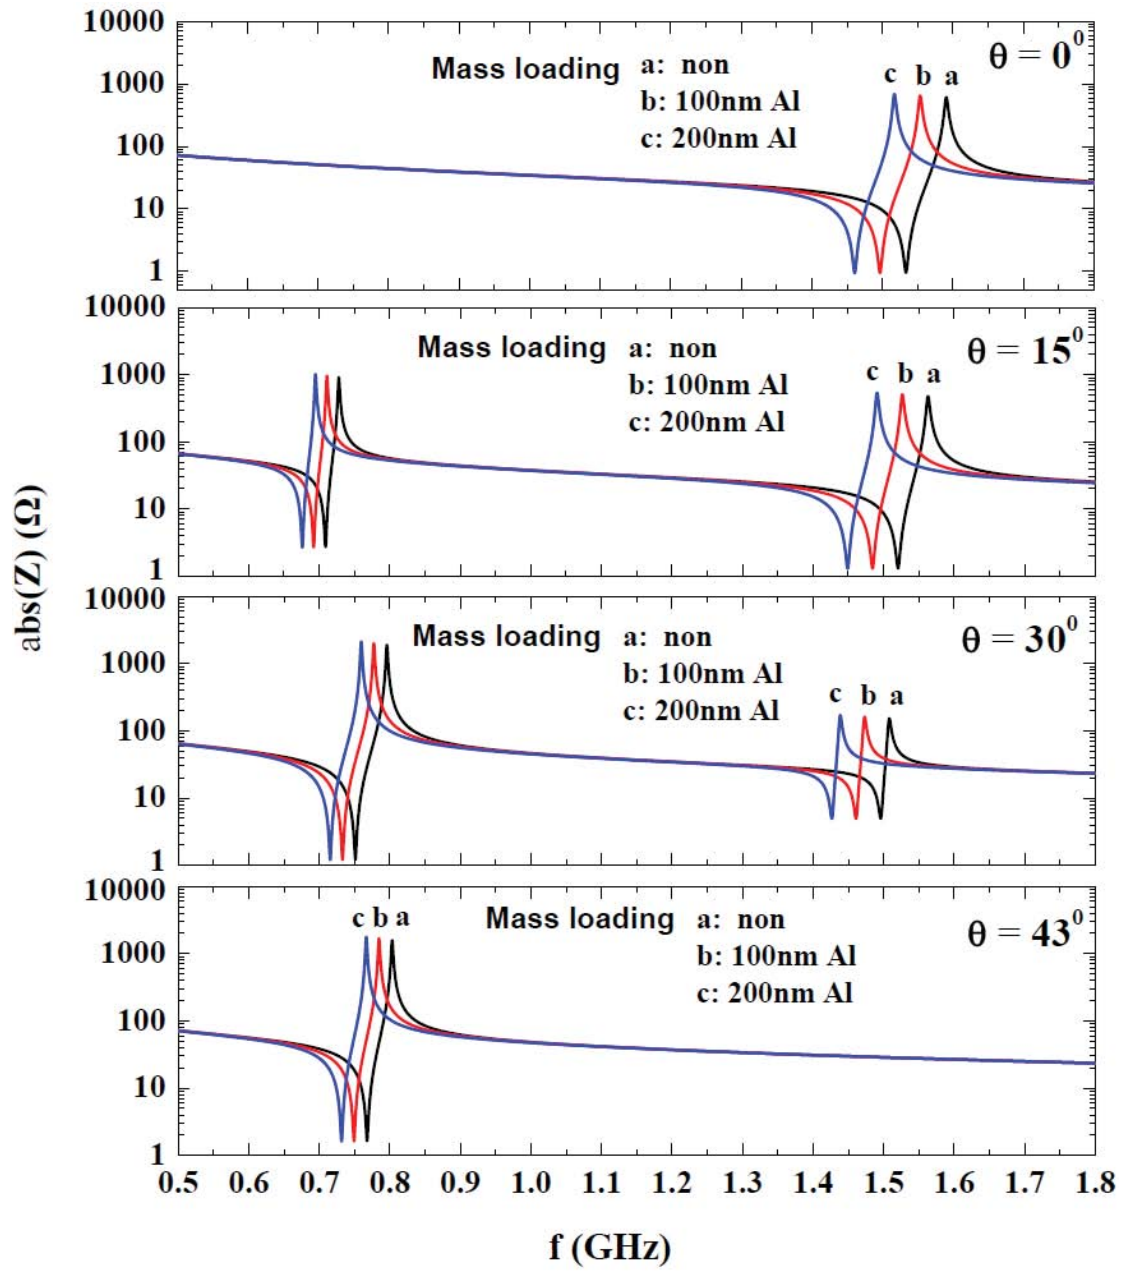 abs(Z) (Ω)
10000
1000
100
10
1
Mass loading a: non
b: 100nm Al
c: 200nm Al
θ = 0⁰
c b a
10000
1000
100
10
1
Mass loading a: non
b: 100nm Al
c: 200nm Al
θ = 15⁰
c b a
10000
1000
100
10
1
Mass loading a: non
b: 100nm Al
c: 200nm Al
θ = 30⁰
c b a
10000
1000
100
10
1
c b a
Mass loading a: non
b: 100nm Al
c: 200nm Al
θ = 43⁰
0.5 0.6 0.7 0.8 0.9 1.0 1.1 1.2 1.3 1.4 1.5 1.6 1.7 1.8
f (GHz)